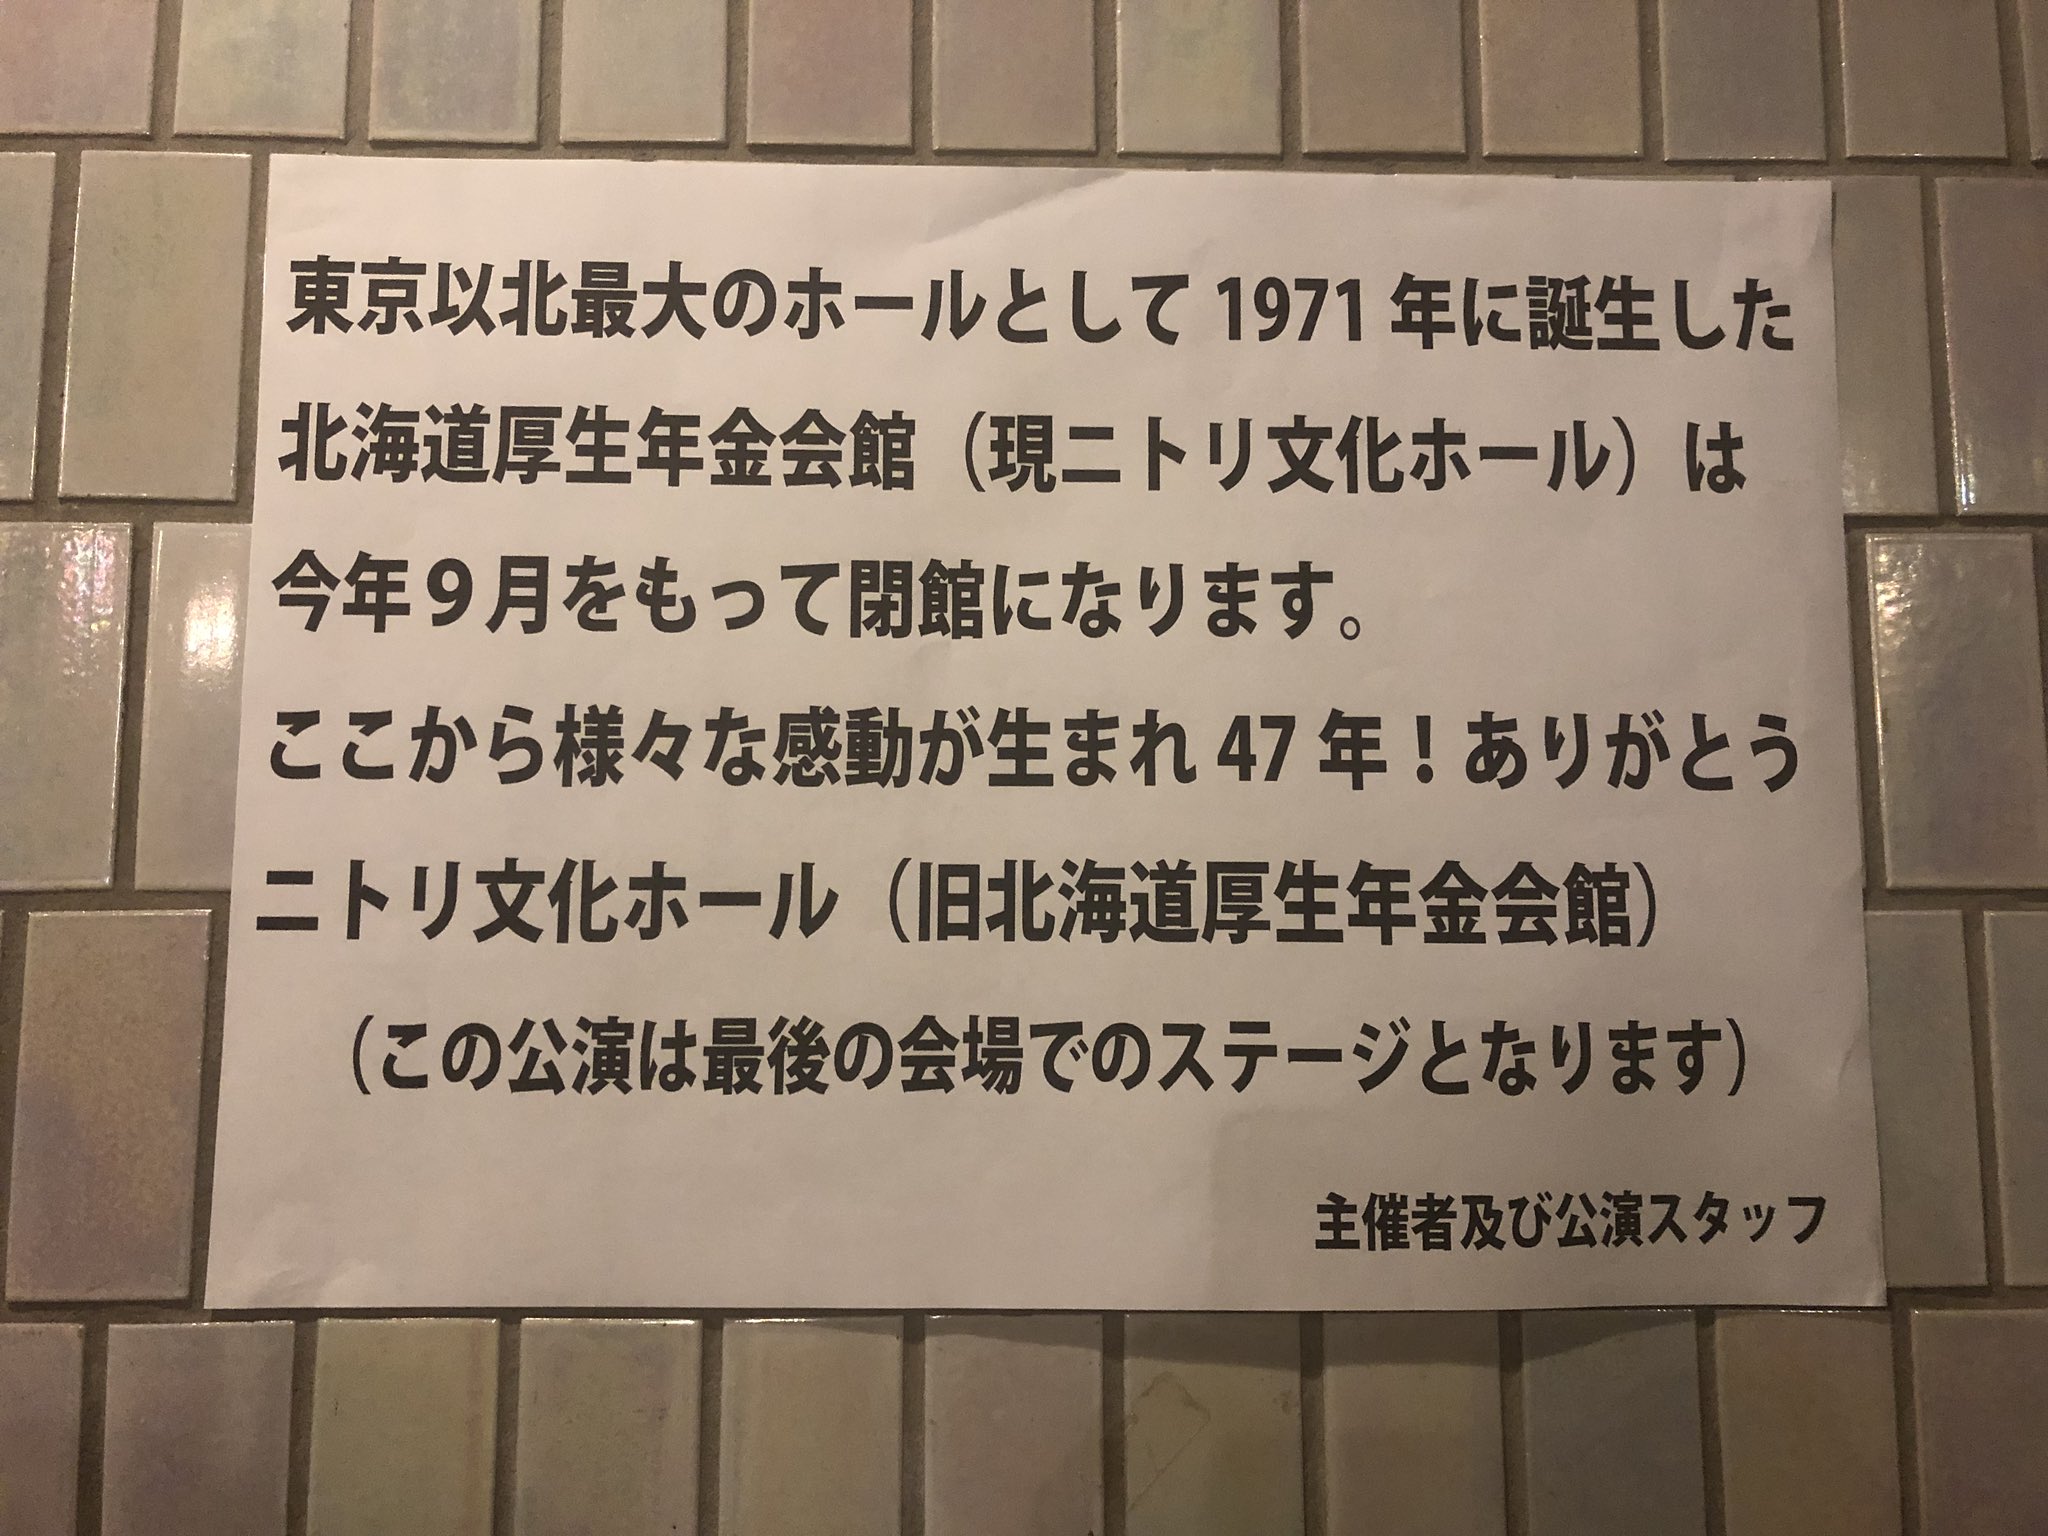 東京以北最大のホールとして 1971 年に誕生した
北海道厚生年金会館（現ニトリ文化ホール）は
今年９月をもって閉館になります。
ここから様々な感動が生まれ 47 年！ありがとう
ニトリ文化ホール（旧北海道厚生年金会館）
（この公演は最後の会場でのステージとなります）
主催者及び公演スタッフ